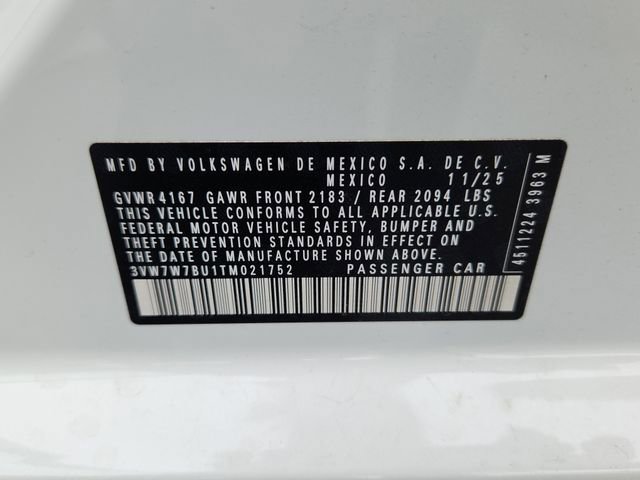 MFD BY VOLKSWAGEN DE MEXICO S.A. DE C.V.
MEXICO 11/25
GVWR 4167 GAWR FRONT 2183 / REAR 2094 LBS
THIS VEHICLE CONFORMS TO ALL APPLICABLE U.S.
FEDERAL MOTOR VEHICLE SAFETY, BUMPER AND
THEFT PREVENTION STANDARDS IN EFFECT ON
THE DATE OF MANUFACTURE SHOWN ABOVE.
3VW7W7BU1TM021752 PASSENGER CAR
4511224 3963 M